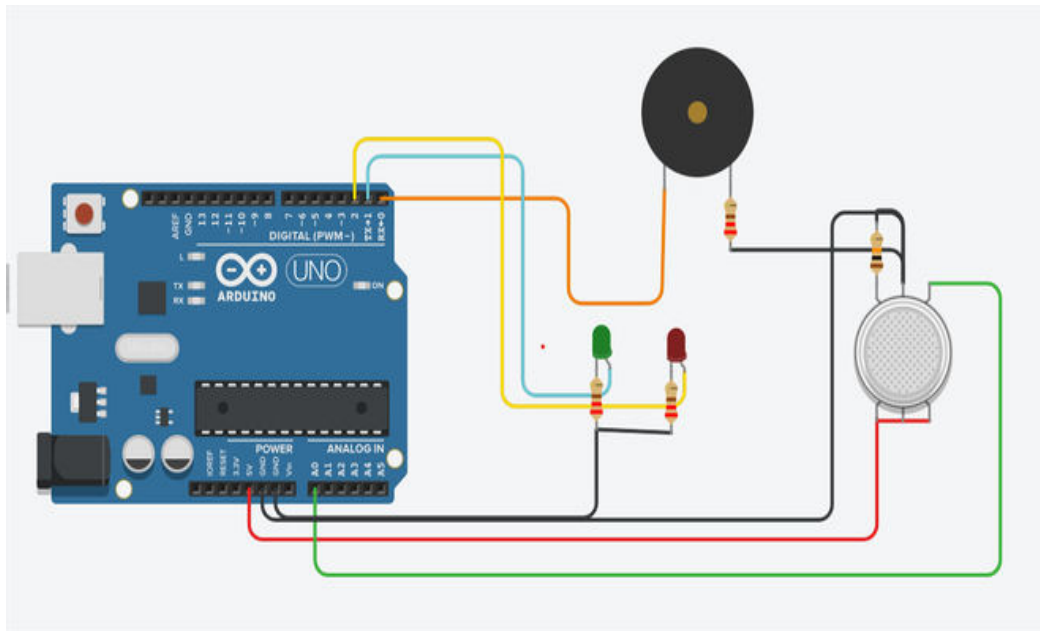 AREF
GND
13
12
~11
~10
~9
8
7
~6
~5
4
~3
2
TX→1
RX←0
DIGITAL (PWM~)
L
TX
RX
UNO
ON
ARDUINO
POWER
ANALOG IN
IOREF
RESET
3.3V
5V
GND
GND
Vin
A0
A1
A2
A3
A4
A5